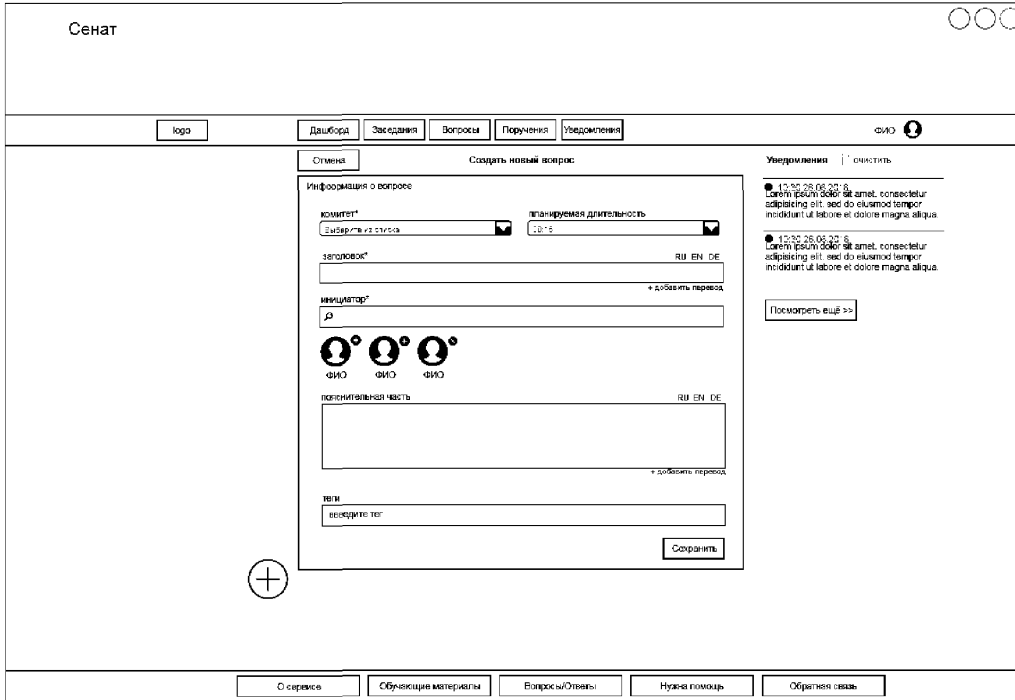 Сенат
logo
Дашборд
Заседания
Вопросы
Поручения
Уведомления
ФИО
Отмена
Создать новый вопрос
Уведомления
очистить
Информация о вопросе
комитет*
планируемая длительность
Выберите из списка
заголовок*
RU EN DE
+ добавить перевод
инициатор*
ФИО
ФИО
ФИО
пояснительная часть
RU EN DE
+ добавить перевод
теги
введите тег
Сохранить
Lorem ipsum dolor sit amet, consectetur
adipisicing elit, sed do eiusmod tempor
incididunt ut labore et dolore magna aliqua.
Lorem ipsum dolor sit amet, consectetur
adipisicing elit, sed do eiusmod tempor
incididunt ut labore et dolore magna aliqua.
Посмотреть ещё >>
О сервисе
Обучающие материалы
Вопросы/Ответы
Нужна помощь
Обратная связь